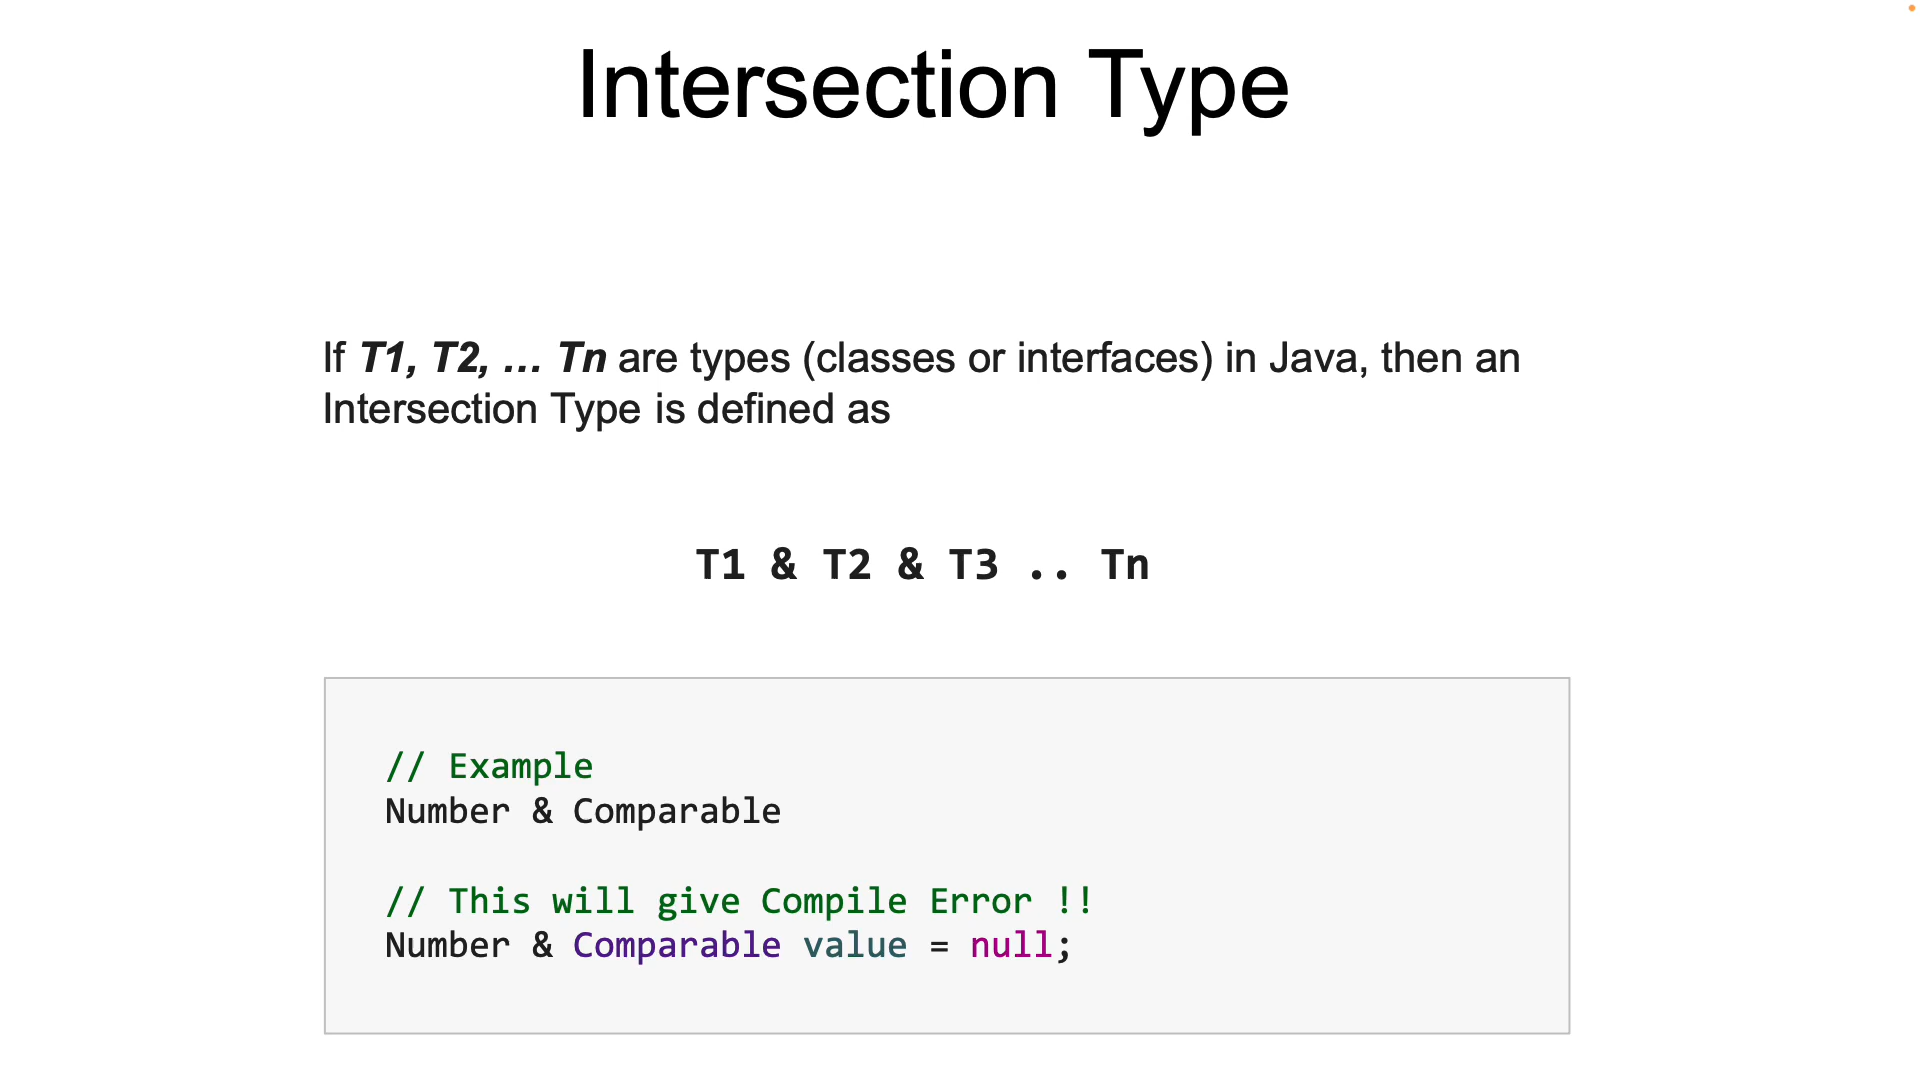 Intersection Type
If T1, T2, ... Tn are types (classes or interfaces) in Java, then an
Intersection Type is defined as
T1 & T2 & T3 .. Tn
// Example
Number & Comparable
// This will give Compile Error !!
Number & Comparable value = null;